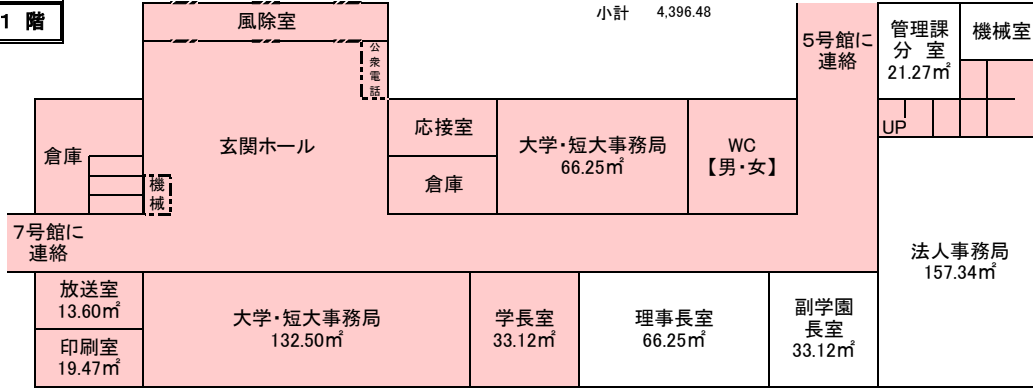 1 階
風除室
小計 4,396.48
公
衆
電
話
5号館に
連絡
管理課
分 室
21.27㎡
機械室
倉庫
玄関ホール
応接室
倉庫
大学・短大事務局
66.25㎡
WC
【男・女】
UP
機
械
7号館に
連絡
法人事務局
157.34㎡
放送室
13.60㎡
印刷室
19.47㎡
大学・短大事務局
132.50㎡
学長室
33.12㎡
理事長室
66.25㎡
副学園
長室
33.12㎡